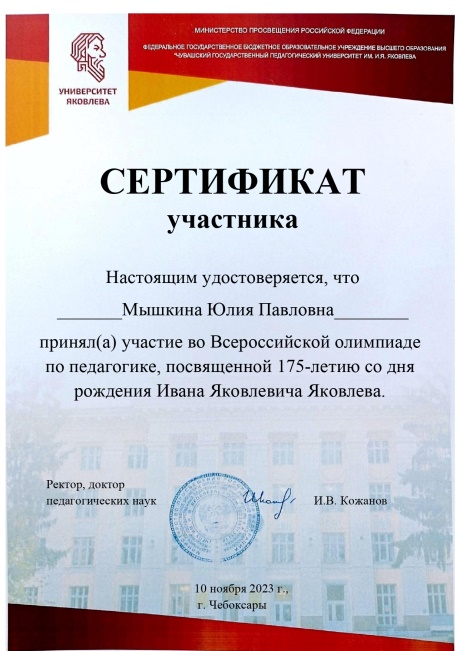 МИНИСТЕРСТВО ПРОСВЕЩЕНИЯ РОССИЙСКОЙ ФЕДЕРАЦИИ
ФЕДЕРАЛЬНОЕ ГОСУДАРСТВЕННОЕ БЮДЖЕТНОЕ ОБРАЗОВАТЕЛЬНОЕ УЧРЕЖДЕНИЕ ВЫСШЕГО ОБРАЗОВАНИЯ
"ЧУВАШСКИЙ ГОСУДАРСТВЕННЫЙ ПЕДАГОГИЧЕСКИЙ УНИВЕРСИТЕТ ИМ. И.Я. ЯКОВЛЕВА
УНИВЕРСИТЕТ
ЯКОВЛЕВА
СЕРТИФИКАТ
участника
Настоящим удостоверяется, что
_______Мышкина Юлия Павловна________
принял(а) участие во Всероссийской олимпиаде
по педагогике, посвященной 175-летию со дня
рождения Ивана Яковлевича Яковлева.
Ректор, доктор
педагогических наук
И.В. Кожанов
10 ноября 2023 г.,
г. Чебоксары